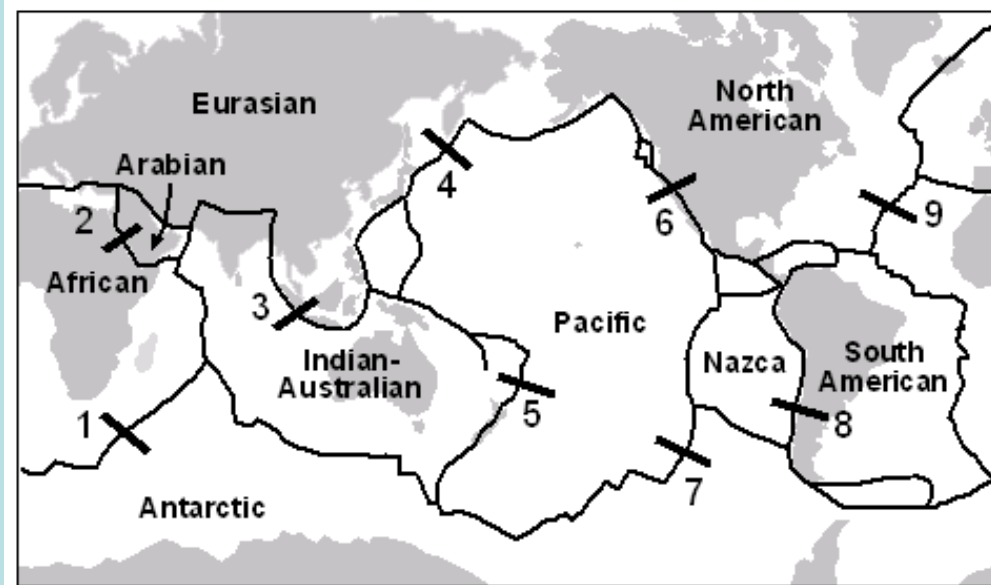 Eurasian
North
American
Arabian
4
2
6
9
African
3
Pacific
Indian-
Australian
Nazca
South
American
1
5
8
7
Antarctic